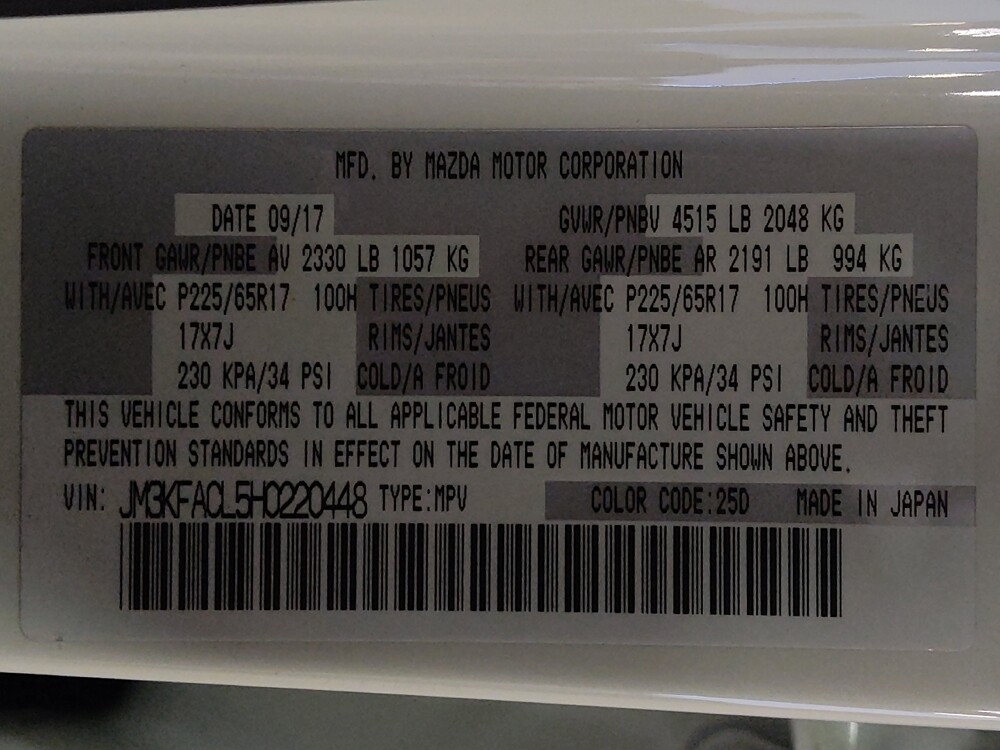 MFD. BY MAZDA MOTOR CORPORATION
DATE 09/17 GVWR/PNBV 4515 LB 2048 KG
FRONT GAWR/PNBE AV 2330 LB 1057 KG REAR GAWR/PNBE AR 2191 LB 994 KG
WITH/AVEC P225/65R17 100H TIRES/PNEUS WITH/AVEC P225/65R17 100H TIRES/PNEUS
17X7J RIMS/JANTES 17X7J RIMS/JANTES
230 KPA/34 PSI COLD/A FROID 230 KPA/34 PSI COLD/A FROID
THIS VEHICLE CONFORMS TO ALL APPLICABLE FEDERAL MOTOR VEHICLE SAFETY AND THEFT
PREVENTION STANDARDS IN EFFECT ON THE DATE OF MANUFACTURE SHOWN ABOVE.
VIN: JM3KFACL5H0220448 TYPE:MPV COLOR CODE:25D MADE IN JAPAN